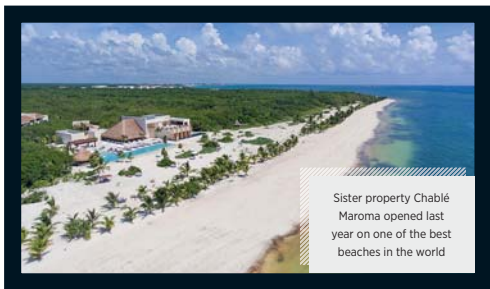 Sister property Chablé
Maroma opened last
year on one of the best
beaches in the world